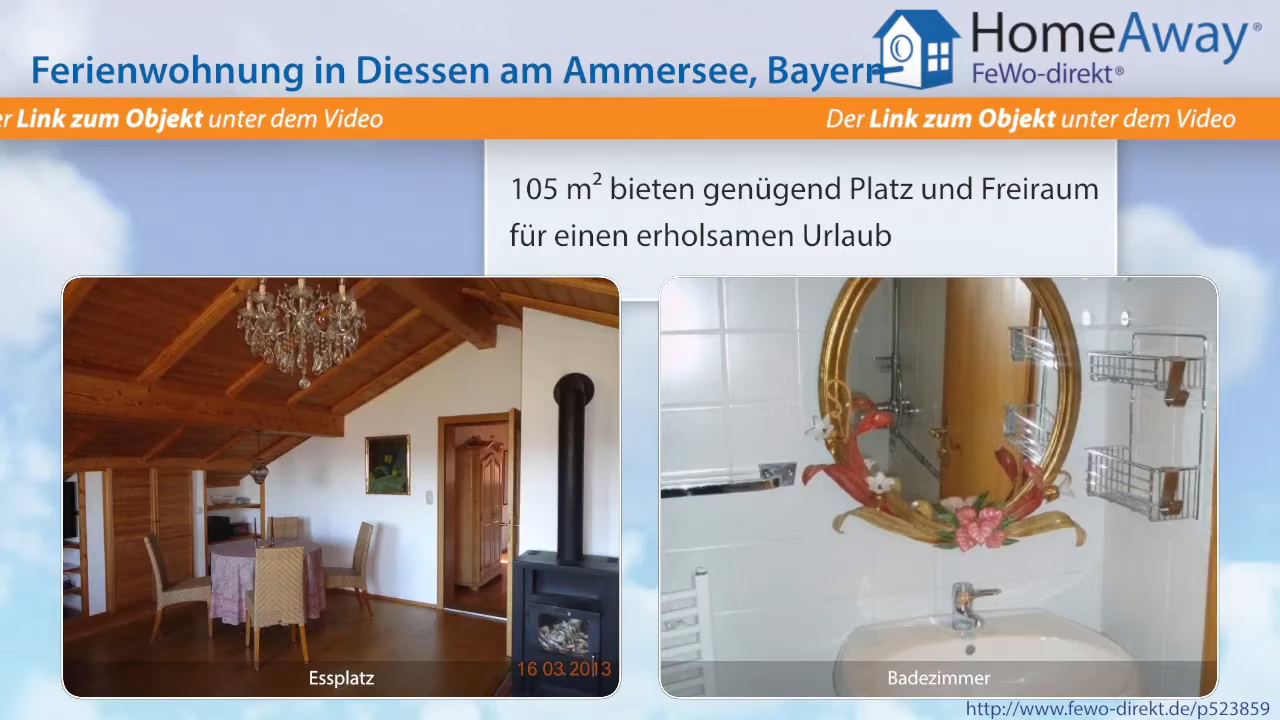 HomeAway®
FeWo-direkt®
Ferienwohnung in Diessen am Ammersee, Bayern
er Link zum Objekt unter dem Video
Der Link zum Objekt unter dem Video
105 m² bieten genügend Platz und Freiraum
für einen erholsamen Urlaub
16 03 2013
Essplatz
Badezimmer
http://www.fewo-direkt.de/p523859